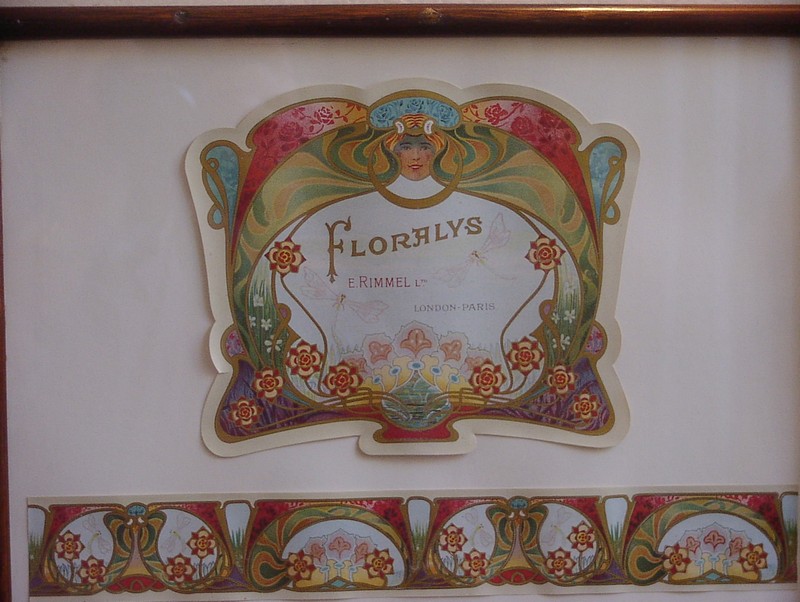 FLORALYS
E. RIMMEL LTD
LONDON-PARIS.